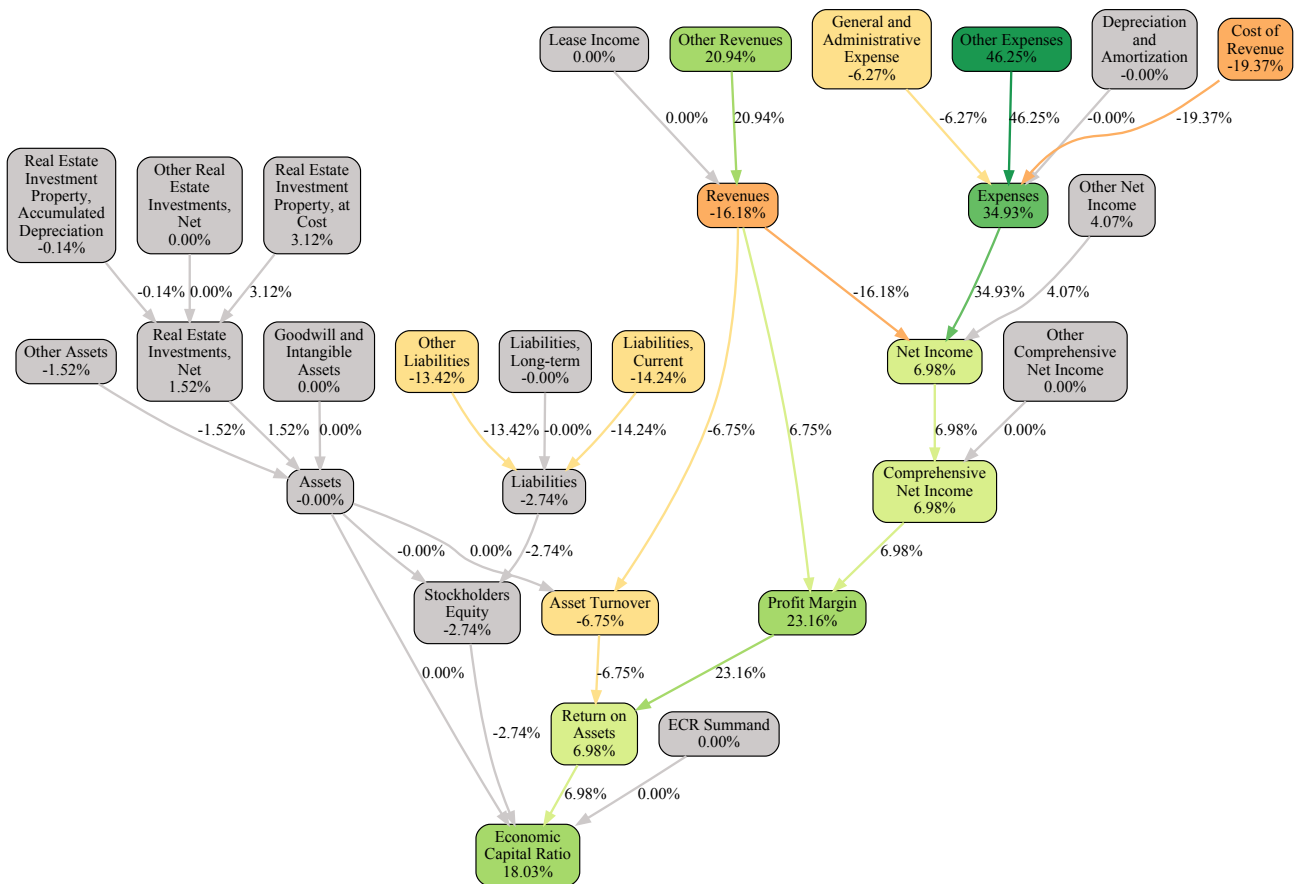 Lease Income
0.00%
Other Revenues
20.94%
General and
Administrative
Expense
-6.27%
Other Expenses
46.25%
Depreciation
and
Amortization
-0.00%
Cost of
Revenue
-19.37%
0.00%
20.94%
-6.27%
46.25%
-0.00%
-19.37%
Real Estate
Investment
Property,
Accumulated
Depreciation
-0.14%
Other Real
Estate
Investments,
Net
0.00%
Real Estate
Investment
Property, at
Cost
3.12%
Revenues
-16.18%
Expenses
34.93%
Other Net
Income
4.07%
-0.14%
0.00%
3.12%
-16.18%
34.93%
4.07%
Other Assets
-1.52%
Real Estate
Investments,
Net
1.52%
Goodwill and
Intangible
Assets
0.00%
Other
Liabilities
-13.42%
Liabilities,
Long-term
-0.00%
Liabilities,
Current
-14.24%
Net Income
6.98%
Other
Comprehensive
Net Income
0.00%
-1.52%
1.52%
0.00%
-13.42%
-0.00%
-14.24%
-6.75%
6.75%
6.98%
0.00%
Assets
-0.00%
Liabilities
-2.74%
Comprehensive
Net Income
6.98%
-0.00%
0.00%
-2.74%
6.98%
Stockholders
Equity
-2.74%
Asset Turnover
-6.75%
Profit Margin
23.16%
0.00%
-6.75%
23.16%
-2.74%
Return on
Assets
6.98%
ECR Summand
0.00%
6.98%
0.00%
Economic
Capital Ratio
18.03%